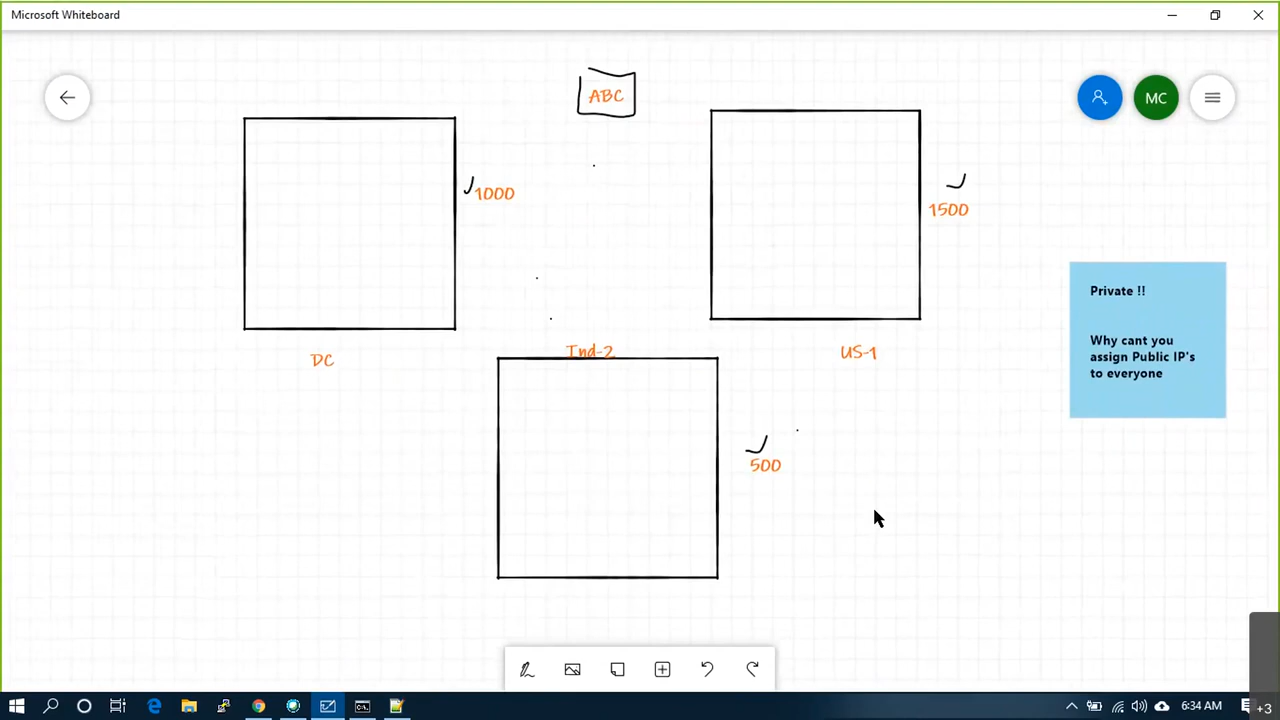 Microsoft Whiteboard
ABC
MC
1000
1500
Private !!
Why cant you
assign Public IP's
to everyone
DC
Ind-2
US-1
500
6:34 AM
+3